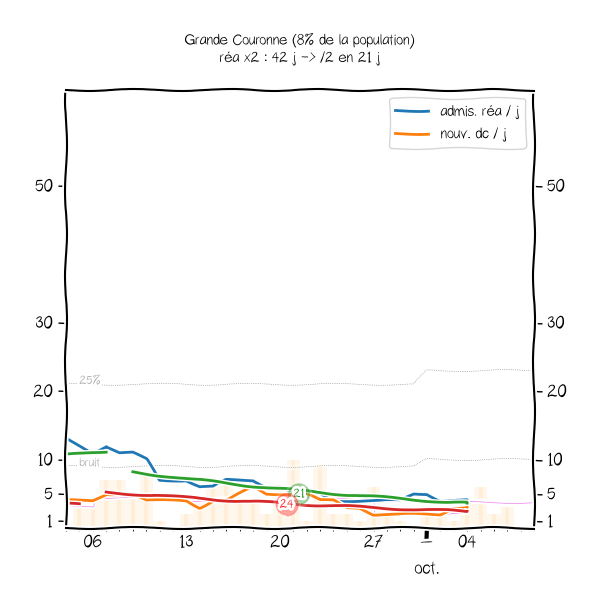 Grande Couronne (8% de la population)
réa x2 : 42 j -> /2 en 21 j
admis. réa / j
nouv. dc / j
50 50
30 30
25%
20 20
bruit
10 10
5 5
21
24
1 1
06 13 20 27 1 04
oct.